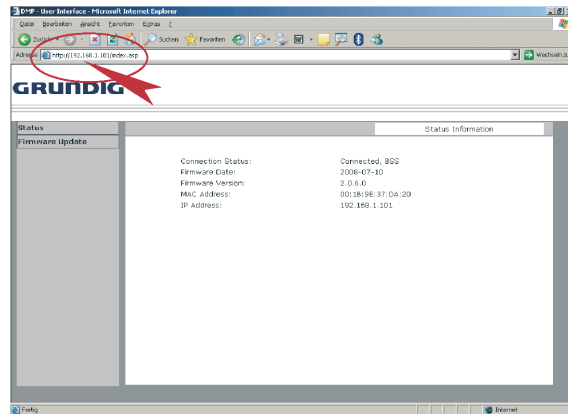 DMP - User Interface - Microsoft Internet Explorer
Datei Bearbeiten Ansicht Favoriten Extras ?
Zurück Suchen Favoriten
Adresse http://192.168.1.101/index.asp Wechseln zu
GRUNDIG
Status
Status Information
Firmware Update
Connection Status: Connected, BSS
Firmware Date: 2008-07-10
Firmware Version: 2.0.6.0
MAC Address: 00:1B:9E:37:DA:20
IP Address: 192.168.1.101
Fertig Internet